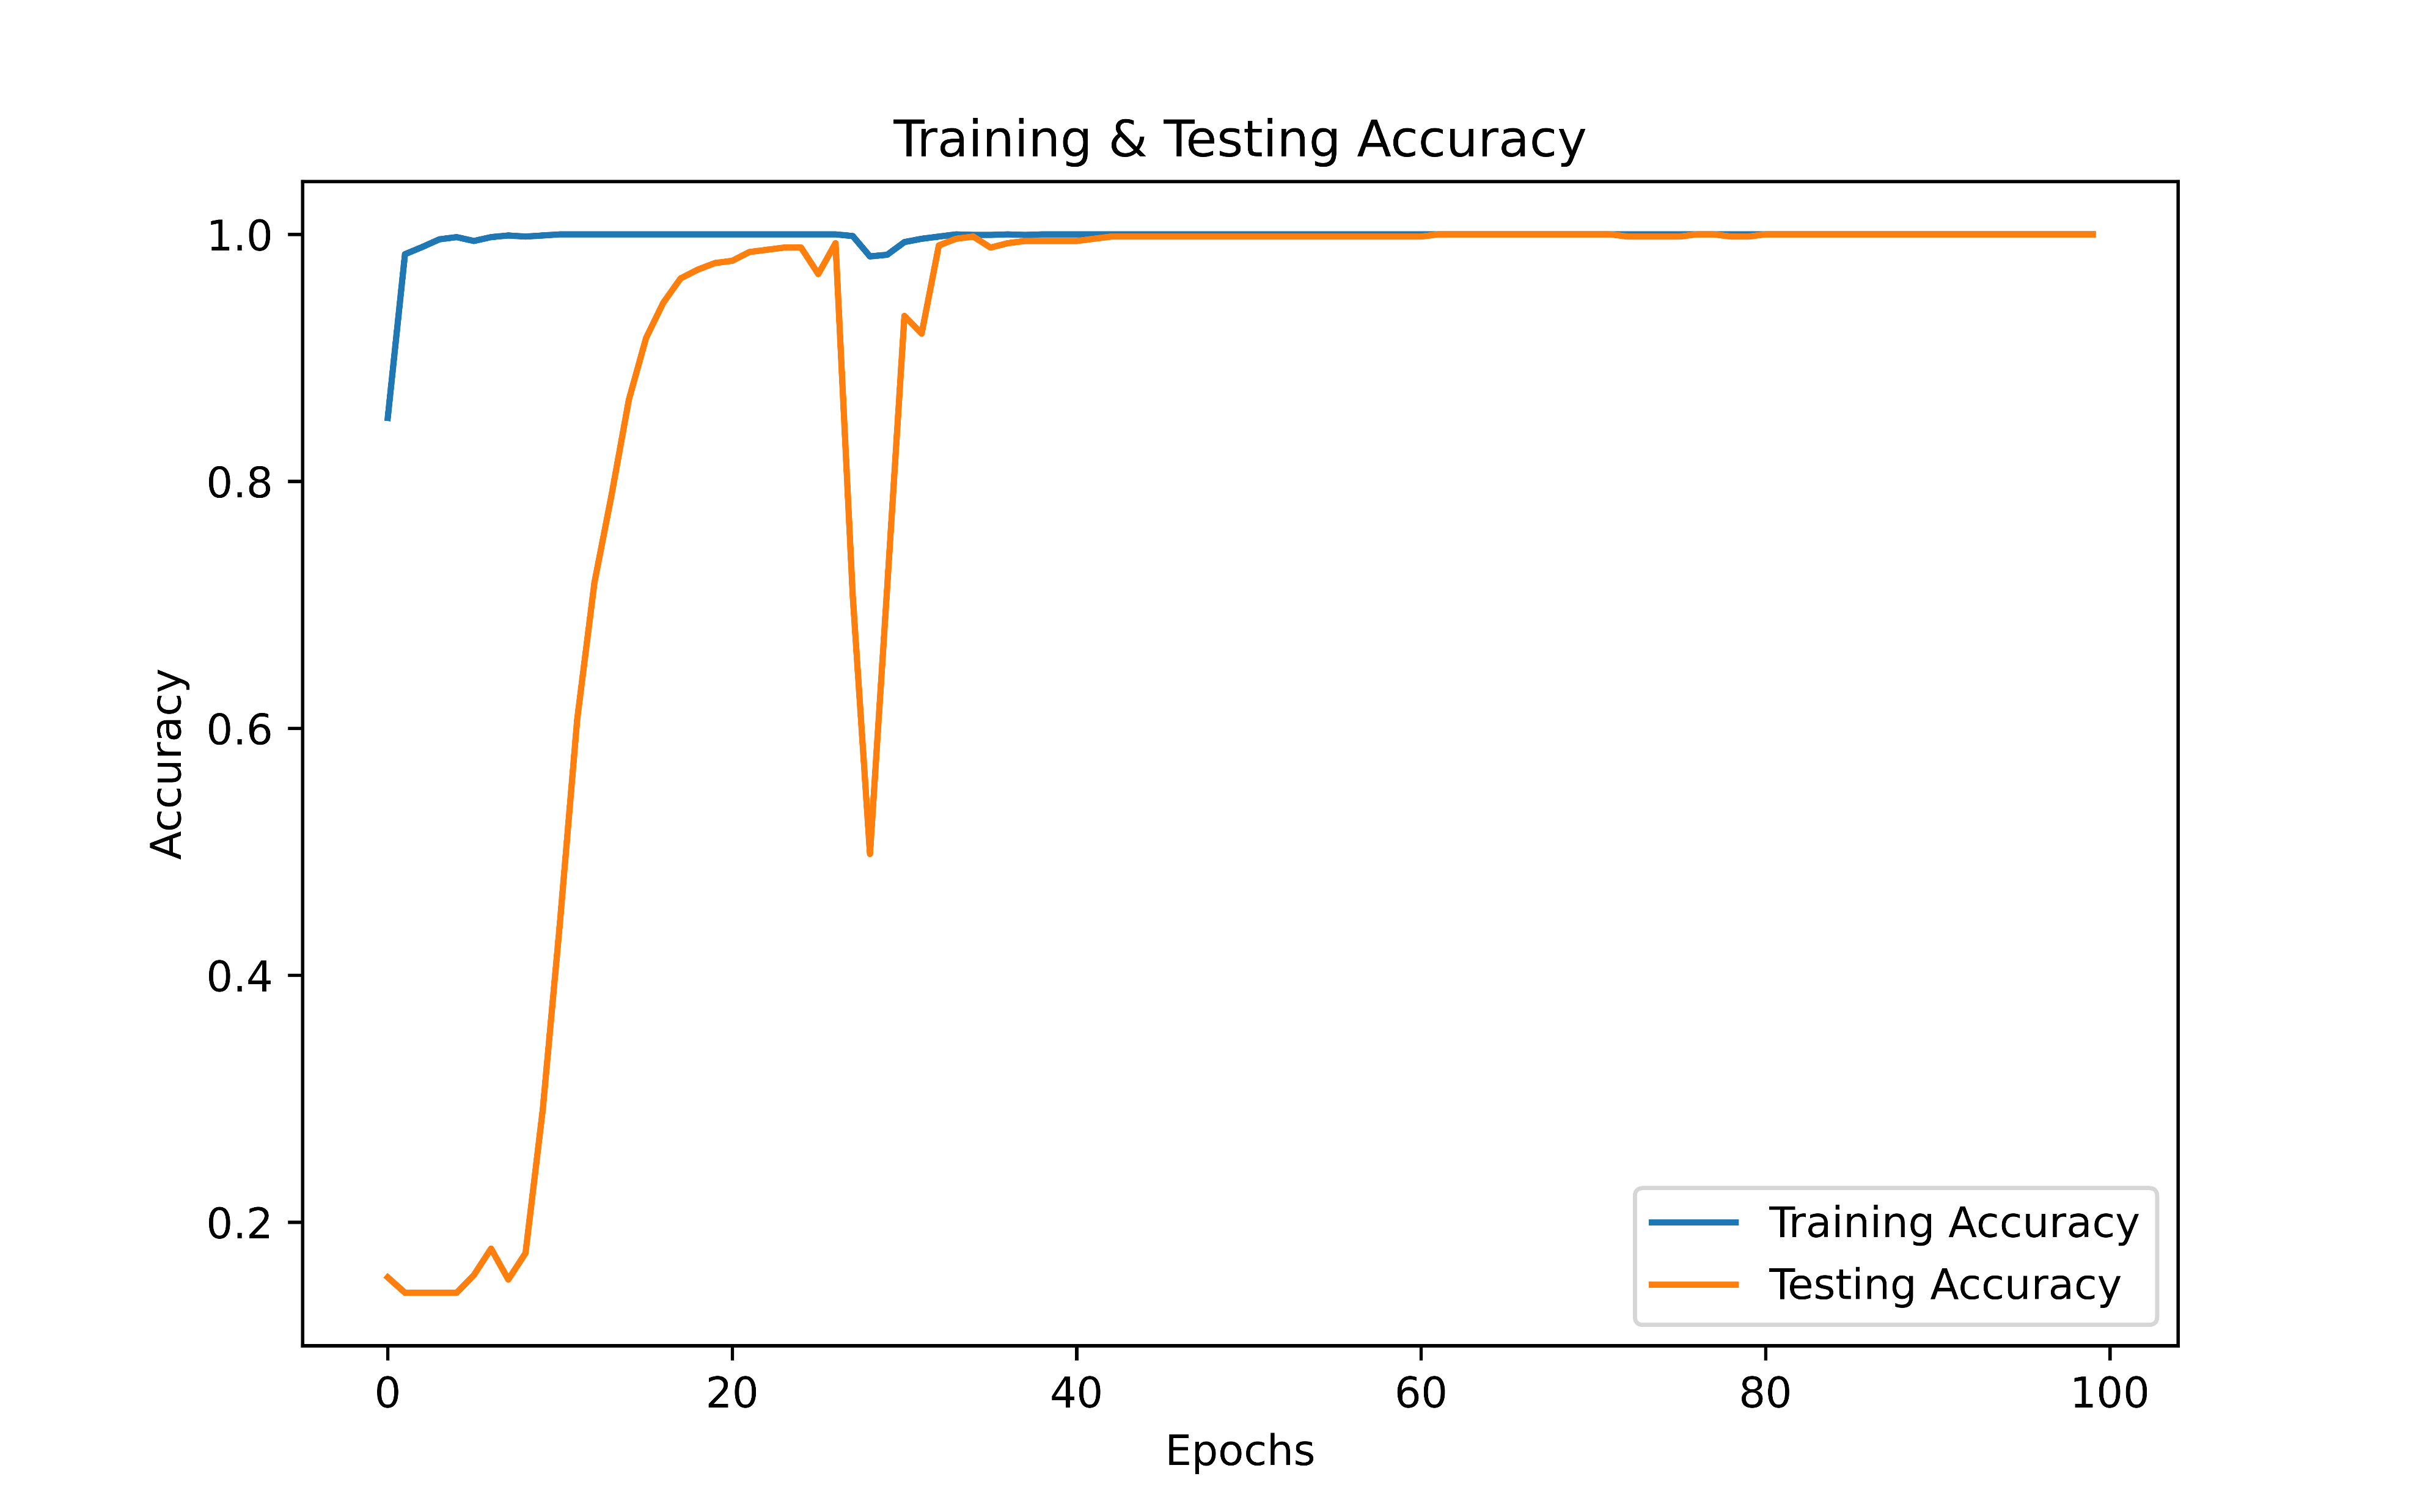 Training & Testing Accuracy
1.0
0.8
0.6
0.4
0.2
Accuracy
0 20 40 60 80 100
Epochs
Training Accuracy
Testing Accuracy